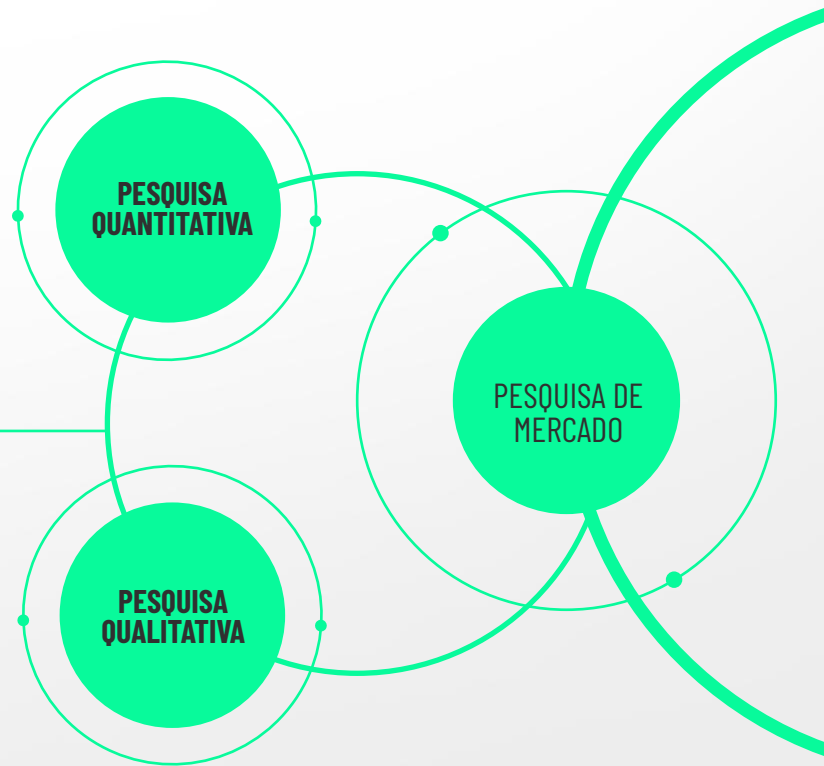 PESQUISA
QUANTITATIVA
PESQUISA DE
MERCADO
PESQUISA
QUALITATIVA